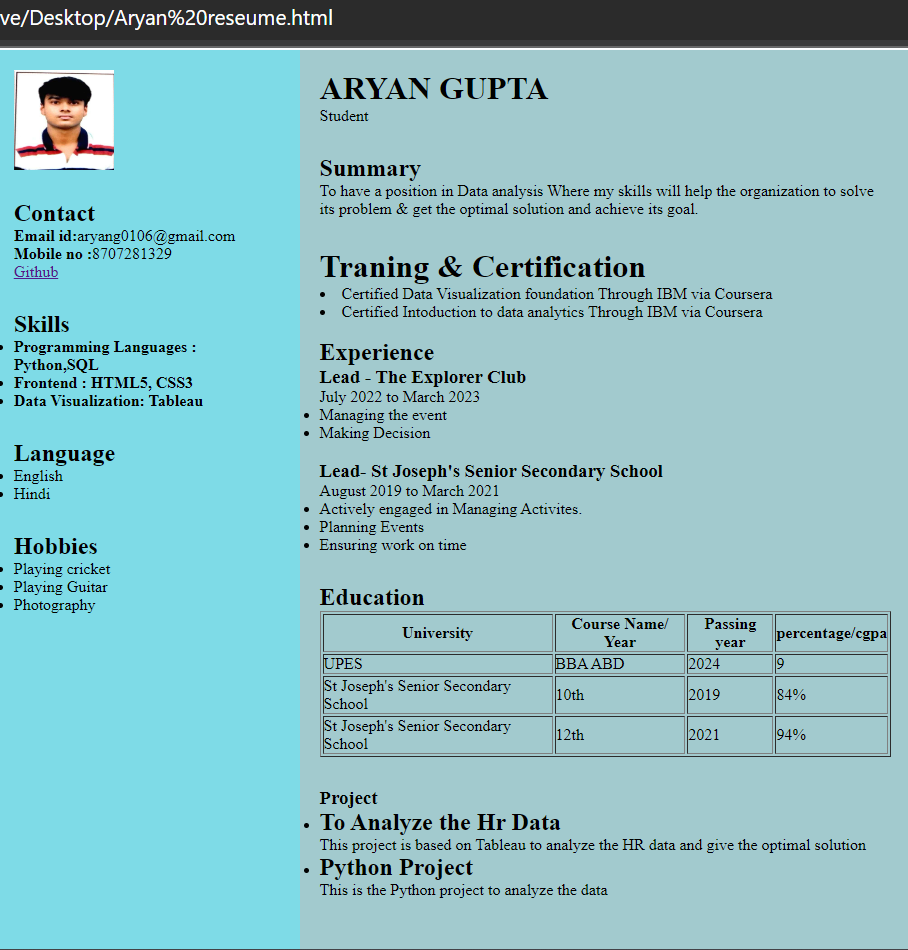 ve/Desktop/Aryan%20reseume.html
Contact
Email id:aryang0106@gmail.com
Mobile no :8707281329
Github
Skills
• Programming Languages :
Python,SQL
• Frontend : HTML5, CSS3
• Data Visualization: Tableau
Language
• English
• Hindi
Hobbies
• Playing cricket
• Playing Guitar
• Photography
ARYAN GUPTA
Student
Summary
To have a position in Data analysis Where my skills will help the organization to solve
its problem & get the optimal solution and achieve its goal.
Traning & Certification
• Certified Data Visualization foundation Through IBM via Coursera
• Certified Intoduction to data analytics Through IBM via Coursera
Experience
Lead - The Explorer Club
July 2022 to March 2023
• Managing the event
• Making Decision
Lead- St Joseph's Senior Secondary School
August 2019 to March 2021
• Actively engaged in Managing Activites.
• Planning Events
• Ensuring work on time
Education
University Course Name/ Year Passing year percentage/cgpa
UPES BBA ABD 2024 9
St Joseph's Senior Secondary School 10th 2019 84%
St Joseph's Senior Secondary School 12th 2021 94%
Project
• To Analyze the Hr Data
This project is based on Tableau to analyze the HR data and give the optimal solution
• Python Project
This is the Python project to analyze the data